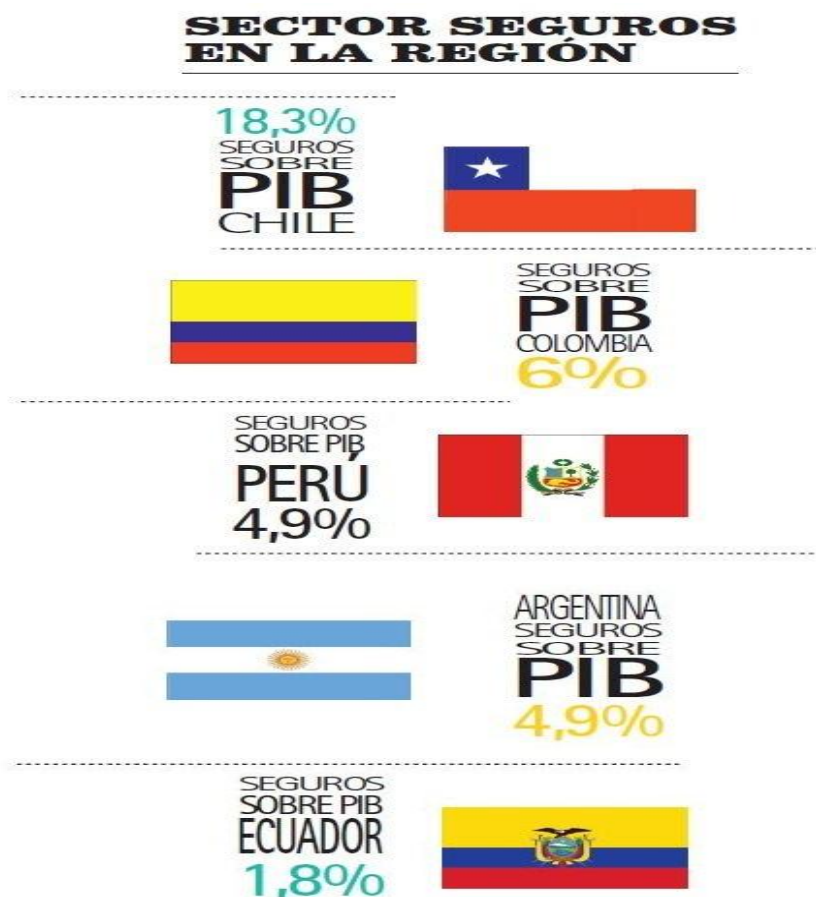 SECTOR SEGUROS
EN LA REGIÓN
18,3%
SEGUROS
SOBRE
PIB
CHILE
SEGUROS
SOBRE
PIB
COLOMBIA
6%
SEGUROS
SOBRE PIB
PERÚ
4,9%
ARGENTINA
SEGUROS
SOBRE
PIB
4,9%
SEGUROS
SOBRE PIB
ECUADOR
1,8%